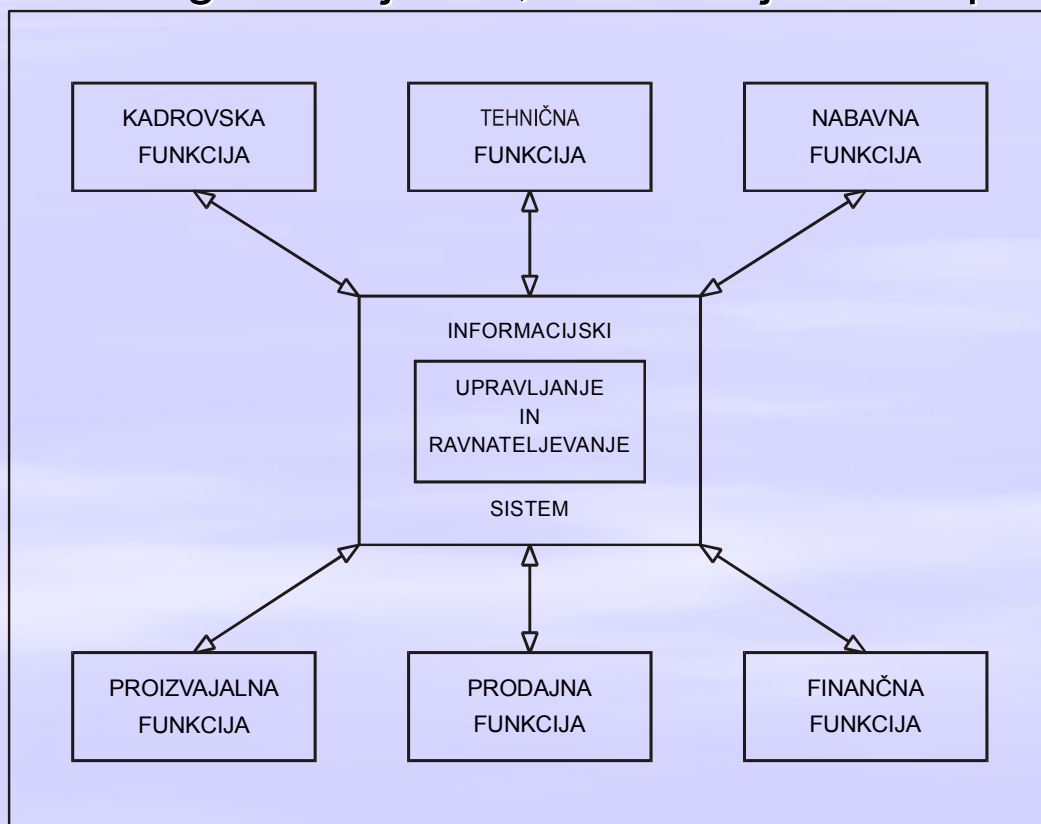 KADROVSKA
FUNKCIJA
TEHNIČNA
FUNKCIJA
NABAVNA
FUNKCIJA
INFORMACIJSKI
UPRAVLJANJE
IN
RAVNATELJEVANJE
SISTEM
PROIZVAJALNA
FUNKCIJA
PRODAJNA
FUNKCIJA
FINANČNA
FUNKCIJA